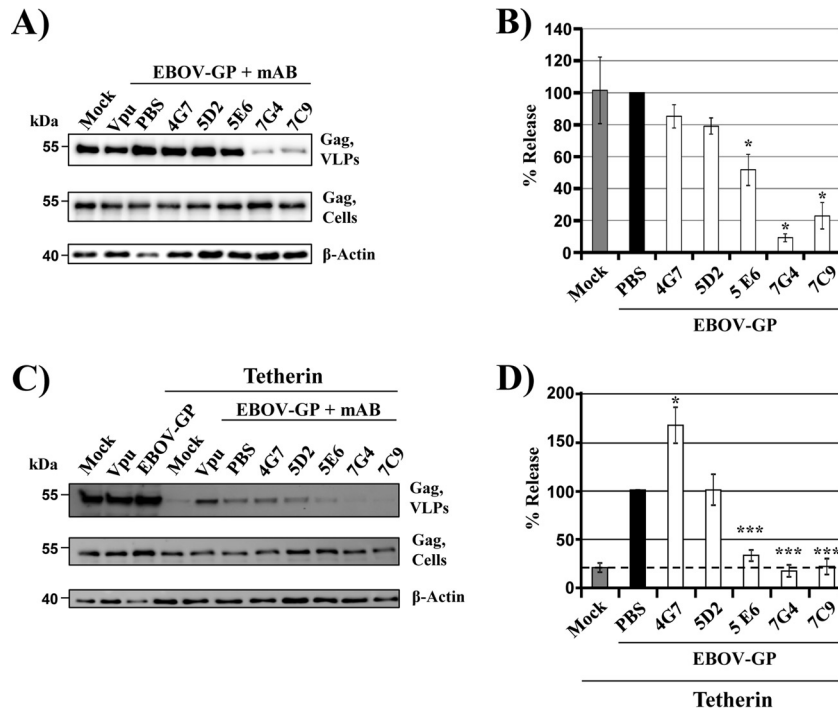 A)
EBOV-GP + mAB
Mock Vpu PBS 4G7 5D2 5E6 7G4 7C9
kDa
55
Gag,
VLPs
55
Gag,
Cells
40
β-Actin
B)
% Release
140
120
100
80
60
40
20
0
*
*
*
Mock PBS 4G7 5D2 5 E6 7G4 7C9
EBOV-GP
C)
Tetherin
EBOV-GP + mAB
Mock Vpu EBOV-GP Mock Vpu PBS 4G7 5D2 5E6 7G4 7C9
kDa
55
Gag,
VLPs
55
Gag,
Cells
40
β-Actin
D)
% Release
200
150
100
50
0
*
*** *** ***
Mock PBS 4G7 5D2 5 E6 7G4 7C9
EBOV-GP
Tetherin